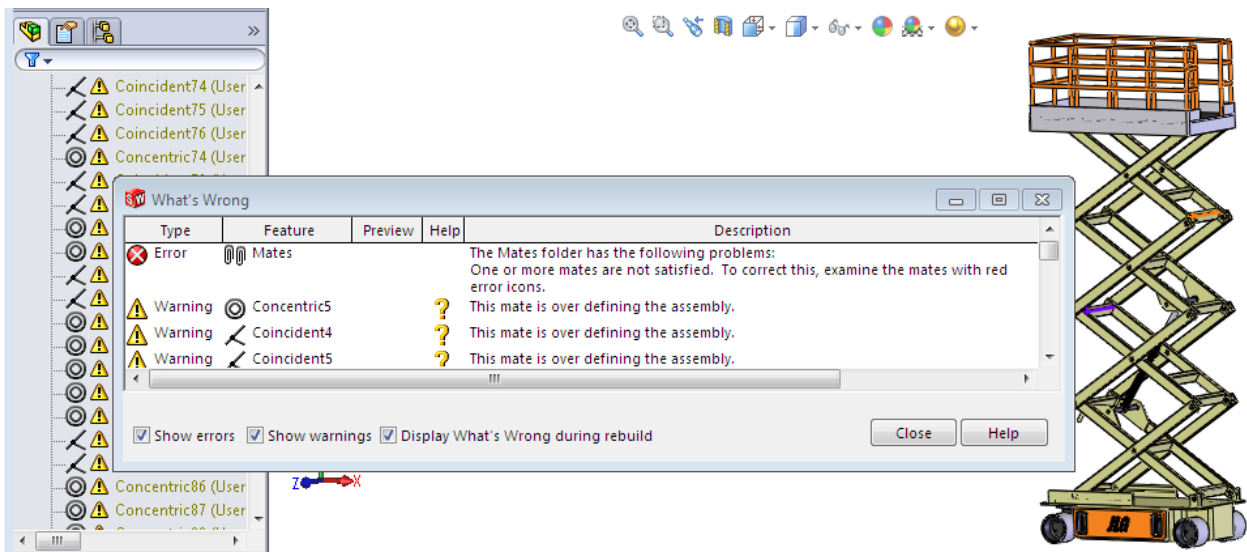 »
Coincident74 (User
Coincident75 (User
Coincident76 (User
Concentric74 (User
SW What's Wrong
Type Feature Preview Help Description
Error Mates The Mates folder has the following problems:
One or more mates are not satisfied. To correct this, examine the mates with red
error icons.
Warning Concentric5 ? This mate is over defining the assembly.
Warning Coincident4 ? This mate is over defining the assembly.
Warning Coincident5 ? This mate is over defining the assembly.
Show errors Show warnings Display What's Wrong during rebuild Close Help
Concentric86 (User
Z X
Concentric87 (User